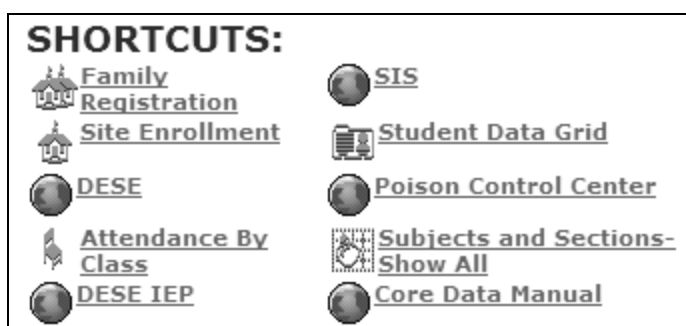 SHORTCUTS:
Family
Registration
SIS
Site Enrollment
Student Data Grid
DESE
Poison Control Center
Attendance By
Class
Subjects and Sections-
Show All
DESE IEP
Core Data Manual